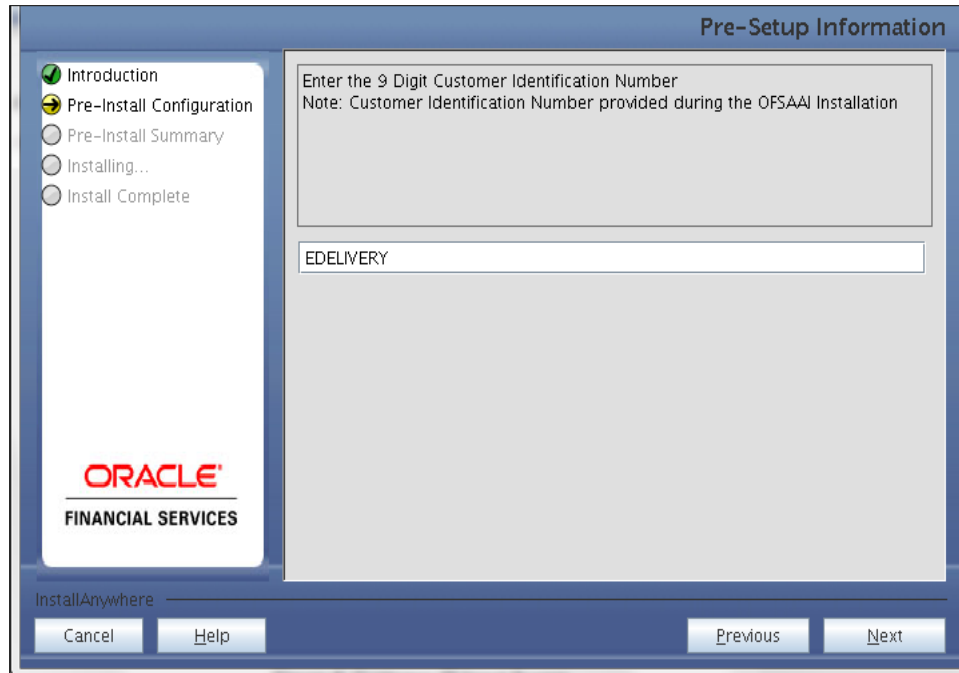 Pre-Setup Information
Introduction
Pre-Install Configuration
Pre-Install Summary
Installing...
Install Complete
Enter the 9 Digit Customer Identification Number
Note: Customer Identification Number provided during the OFSAAI Installation
EDELIVERY
ORACLE
FINANCIAL SERVICES
InstallAnywhere
Cancel
Help
Previous
Next